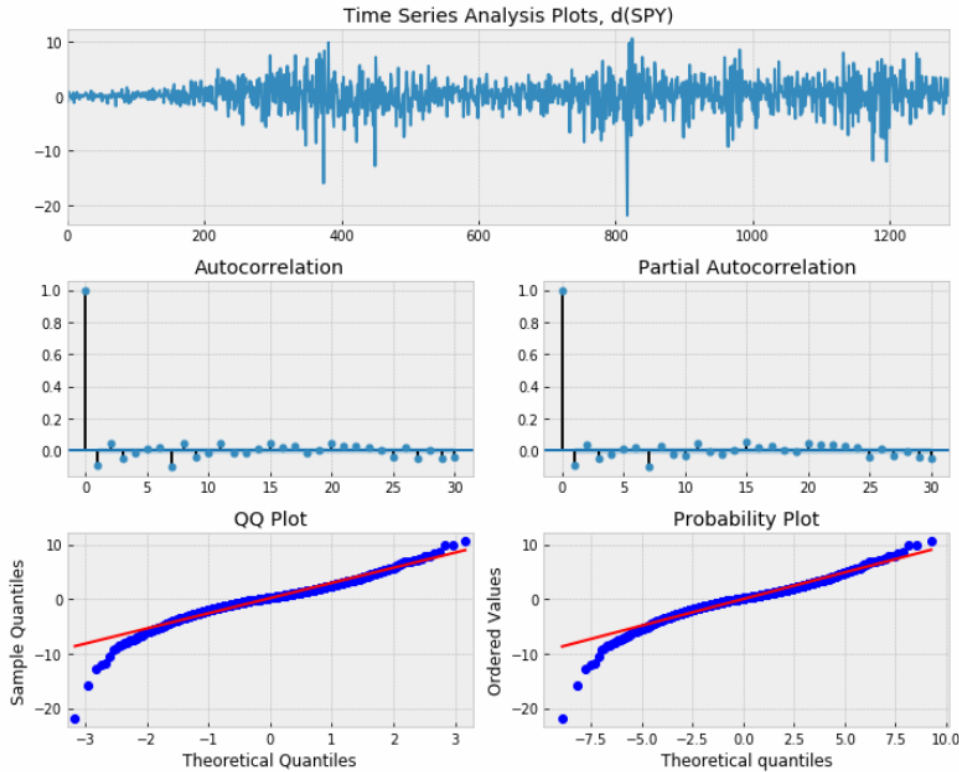 Time Series Analysis Plots, d(SPY)
10
0
−10
−20
0 200 400 600 800 1000 1200
Autocorrelation
1.0
0.8
0.6
0.4
0.2
0.0
0 5 10 15 20 25 30
Partial Autocorrelation
1.0
0.8
0.6
0.4
0.2
0.0
0 5 10 15 20 25 30
QQ Plot
Sample Quantiles
10
0
−10
−20
−3 −2 −1 0 1 2 3
Theoretical Quantiles
Probability Plot
Ordered Values
10
0
−10
−20
−7.5 −5.0 −2.5 0.0 2.5 5.0 7.5 10.0
Theoretical quantiles